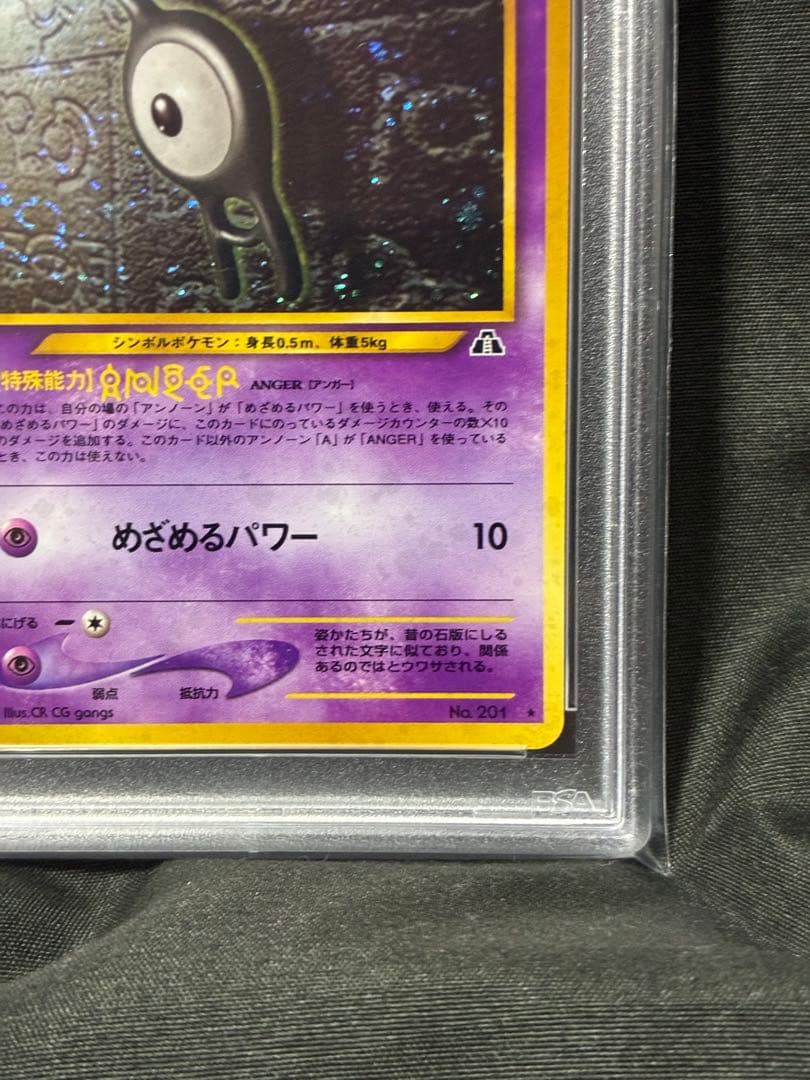 シンボルポケモン：身長0.5m、体重5kg
特殊能力] ANGER [アンガー]
この力は、自分の場の「アンノーン」が「めざめるパワー」を使うとき、使える。その
めざめるパワー」のダメージに、このカードにのっているダメージカウンターの数×10
のダメージを追加する。このカード以外のアンノーン「A」が「ANGER」を使っている
とき、この力は使えない。
めざめるパワー 10
にげる
姿かたちが、昔の石版にしる
された文字に似ており、関係
あるのではとウワサされる。
弱点 抵抗力
Illus.CR CG gangs No. 201 ★
PSA